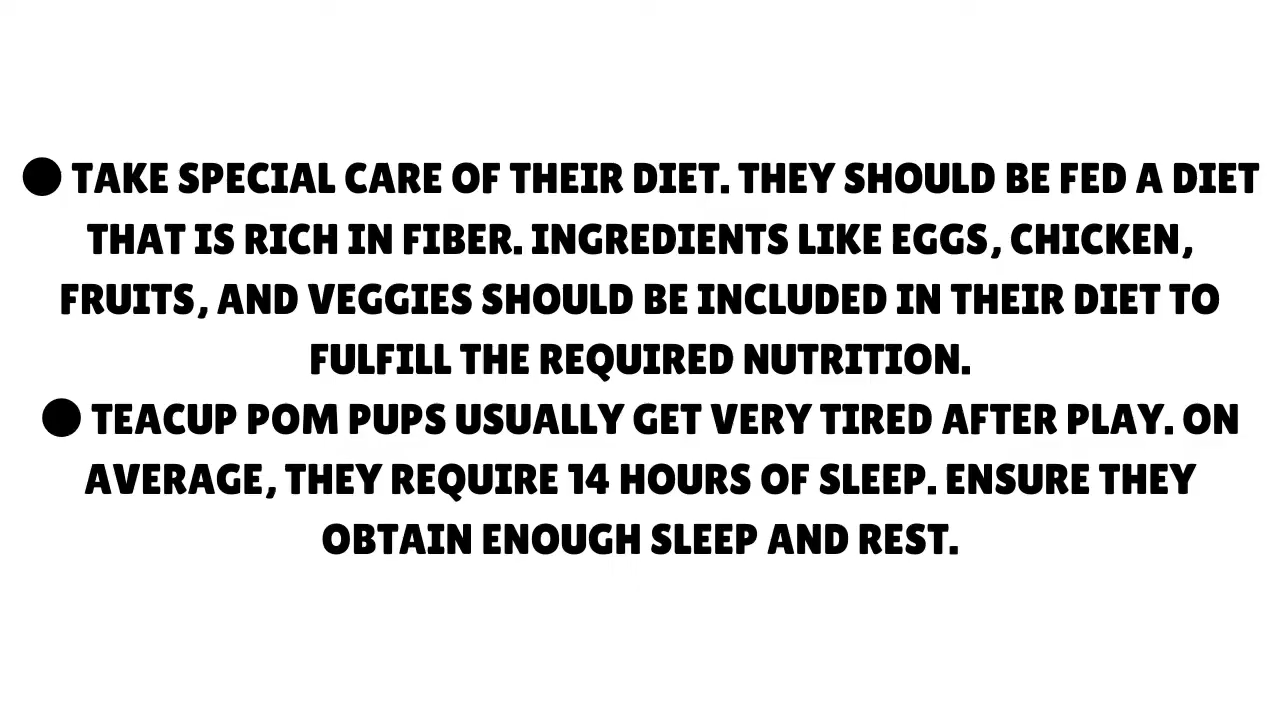 ● TAKE SPECIAL CARE OF THEIR DIET. THEY SHOULD BE FED A DIET
THAT IS RICH IN FIBER. INGREDIENTS LIKE EGGS, CHICKEN,
FRUITS, AND VEGGIES SHOULD BE INCLUDED IN THEIR DIET TO
FULFILL THE REQUIRED NUTRITION.
● TEACUP POM PUPS USUALLY GET VERY TIRED AFTER PLAY. ON
AVERAGE, THEY REQUIRE 14 HOURS OF SLEEP. ENSURE THEY
OBTAIN ENOUGH SLEEP AND REST.